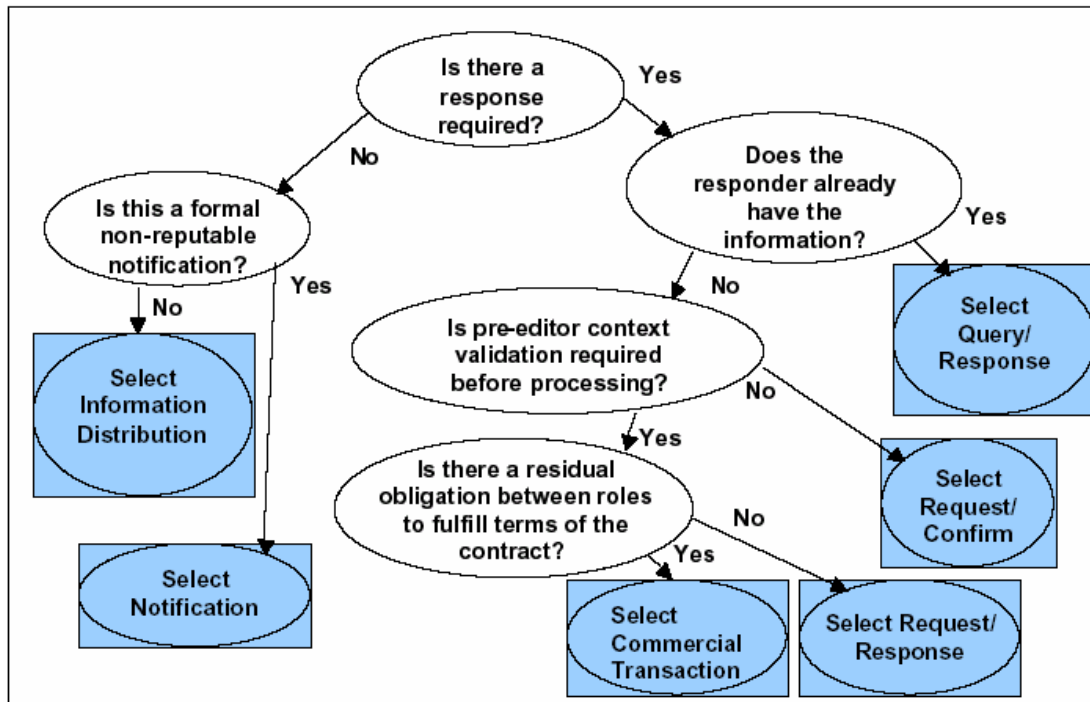 Is there a
response
required?
Yes
No
Does the
responder already
have the
information?
Yes
No
Is this a formal
non-reputable
notification?
Yes
No
Select
Information
Distribution
Select
Notification
Is pre-editor context
validation required
before processing?
No
Yes
Select
Query/
Response
Is there a residual
obligation between roles
to fulfill terms of the
contract?
No
Yes
Select
Request/
Confirm
Select
Commercial
Transaction
Select Request/
Response